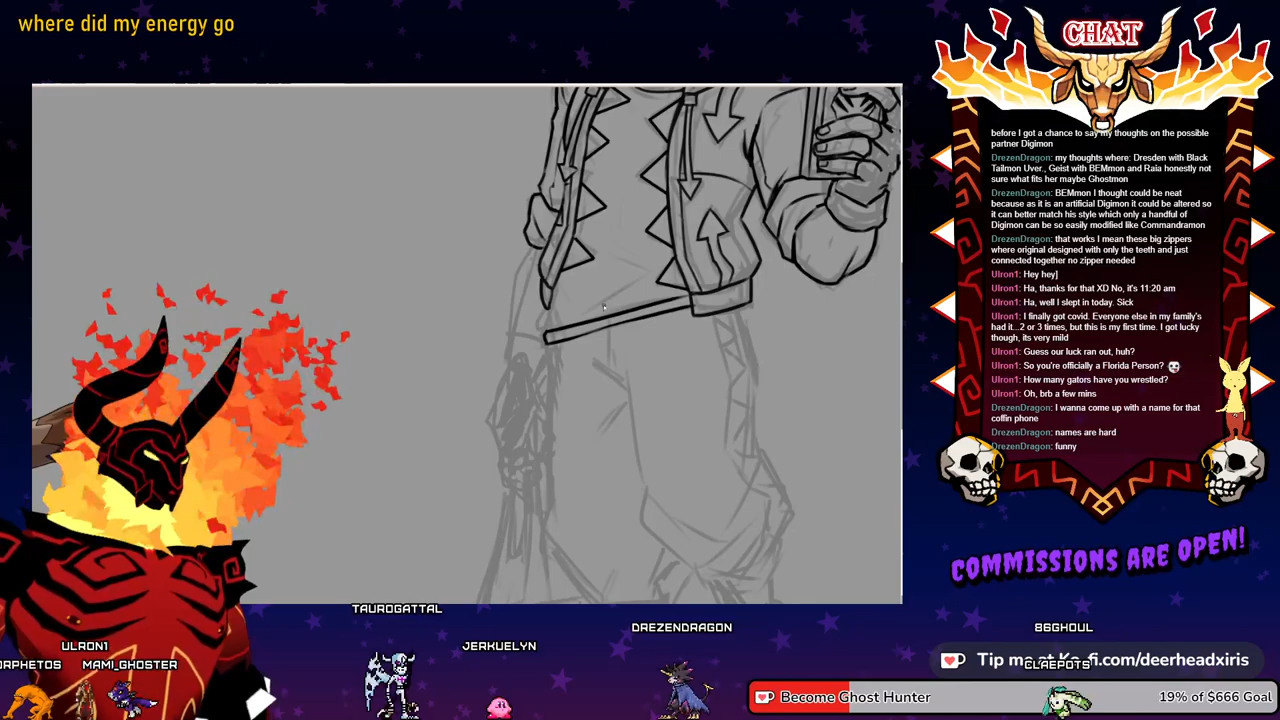 where did my energy go
CHAT
before I got a chance to say my thoughts on the possible
partner Digimon
DrezenDragon: my thoughts where: Dresden with Black
Tailmon Uver., Geist with BEMmon and Raia honestly not
sure what fits her maybe Ghostmon
DrezenDragon: BEMmon I thought could be neat
because as it is an artificial Digimon it could be altered so
it can better match his style which only a handful of
Digimon can be so easily modified like Commandramon
DrezenDragon: that works I mean these big zippers
where original designed with only the teeth and just
connected together no zipper needed
Ulron1: Hey hey]
Ulron1: Ha, thanks for that XD No, it's 11:20 am
Ulron1: Ha, well I slept in today. Sick
Ulron1: I finally got covid. Everyone else in my family's
had it...2 or 3 times, but this is my first time. I got lucky
though, its very mild
Ulron1: Guess our luck ran out, huh?
Ulron1: So you're officially a Florida Person?
Ulron1: How many gators have you wrestled?
Ulron1: Oh, brb a few mins
DrezenDragon: I wanna come up with a name for that
coffin phone
DrezenDragon: names are hard
DrezenDragon: funny
COMMISSIONS ARE OPEN!
TAUROGATTAL
DREZENDRAGON
86GHOUL
ULRON1
JERKUELYN
ORPHETOS
MAMI_GHOSTER
CLAEPOTS
Tip me at Ko-fi.com/deerheadxiris
Become Ghost Hunter
19% of $666 Goal